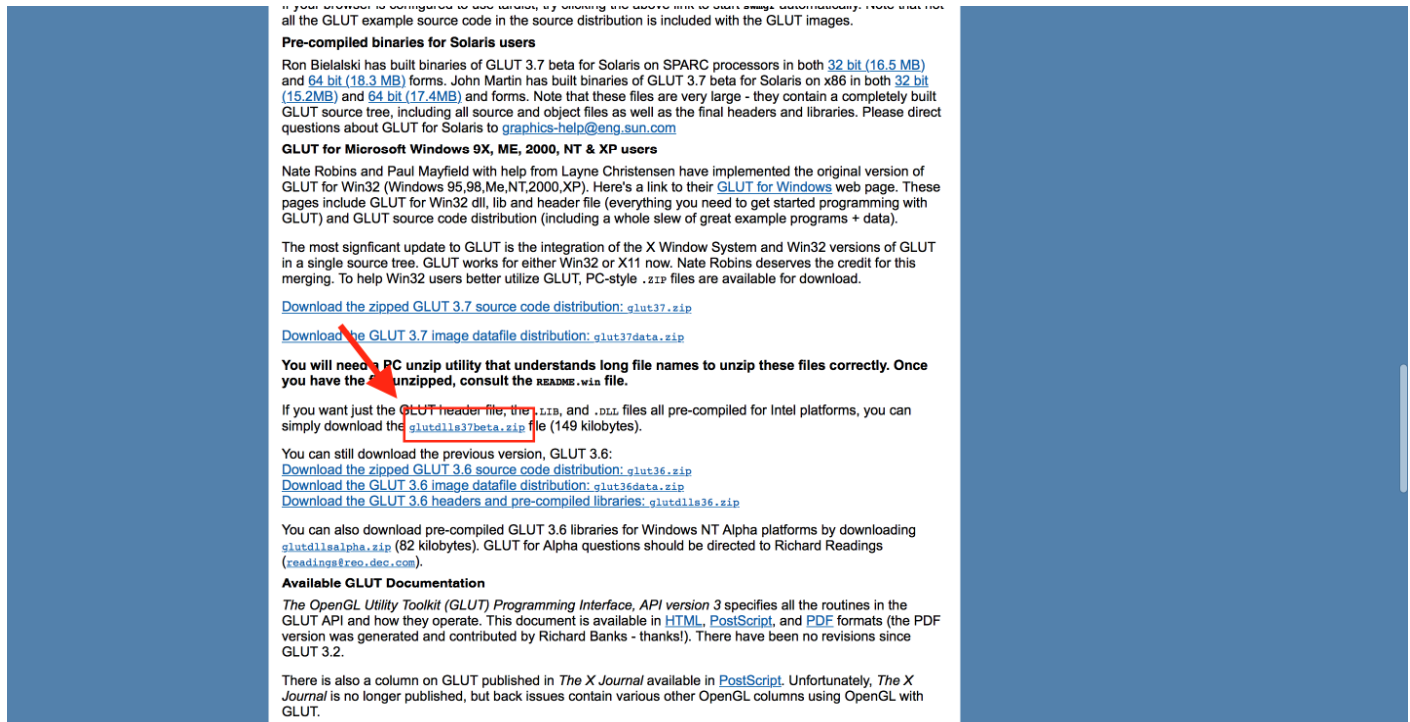 all the GLUT example source code in the source distribution is included with the GLUT images.
Pre-compiled binaries for Solaris users
Ron Bielalski has built binaries of GLUT 3.7 beta for Solaris on SPARC processors in both 32 bit (16.5 MB)
and 64 bit (18.3 MB) forms. John Martin has built binaries of GLUT 3.7 beta for Solaris on x86 in both 32 bit
(15.2MB) and 64 bit (17.4MB) and forms. Note that these files are very large - they contain a completely built
GLUT source tree, including all source and object files as well as the final headers and libraries. Please direct
questions about GLUT for Solaris to graphics-help@eng.sun.com
GLUT for Microsoft Windows 9X, ME, 2000, NT & XP users
Nate Robins and Paul Mayfield with help from Layne Christensen have implemented the original version of
GLUT for Win32 (Windows 95,98,Me,NT,2000,XP). Here's a link to their GLUT for Windows web page. These
pages include GLUT for Win32 dll, lib and header file (everything you need to get started programming with
GLUT) and GLUT source code distribution (including a whole slew of great example programs + data).
The most signficant update to GLUT is the integration of the X Window System and Win32 versions of GLUT
in a single source tree. GLUT works for either Win32 or X11 now. Nate Robins deserves the credit for this
merging. To help Win32 users better utilize GLUT, PC-style .ZIP files are available for download.
Download the zipped GLUT 3.7 source code distribution: glut37.zip
Download the GLUT 3.7 image datafile distribution: glut37data.zip
You will need a PC unzip utility that understands long file names to unzip these files correctly. Once
you have the unzipped, consult the README.win file.
If you want just the GLUT header file, the .LIB, and .DLL files all pre-compiled for Intel platforms, you can
simply download the glutdlls37beta.zip file (149 kilobytes).
You can still download the previous version, GLUT 3.6:
Download the zipped GLUT 3.6 source code distribution: glut36.zip
Download the GLUT 3.6 image datafile distribution: glut36data.zip
Download the GLUT 3.6 headers and pre-compiled libraries: glutdlls36.zip
You can also download pre-compiled GLUT 3.6 libraries for Windows NT Alpha platforms by downloading
glutdllsalpha.zip (82 kilobytes). GLUT for Alpha questions should be directed to Richard Readings
(readings@reo.dec.com).
Available GLUT Documentation
The OpenGL Utility Toolkit (GLUT) Programming Interface, API version 3 specifies all the routines in the
GLUT API and how they operate. This document is available in HTML, PostScript, and PDF formats (the PDF
version was generated and contributed by Richard Banks - thanks!). There have been no revisions since
GLUT 3.2.
There is also a column on GLUT published in The X Journal available in PostScript. Unfortunately, The X
Journal is no longer published, but back issues contain various other OpenGL columns using OpenGL with
GLUT.